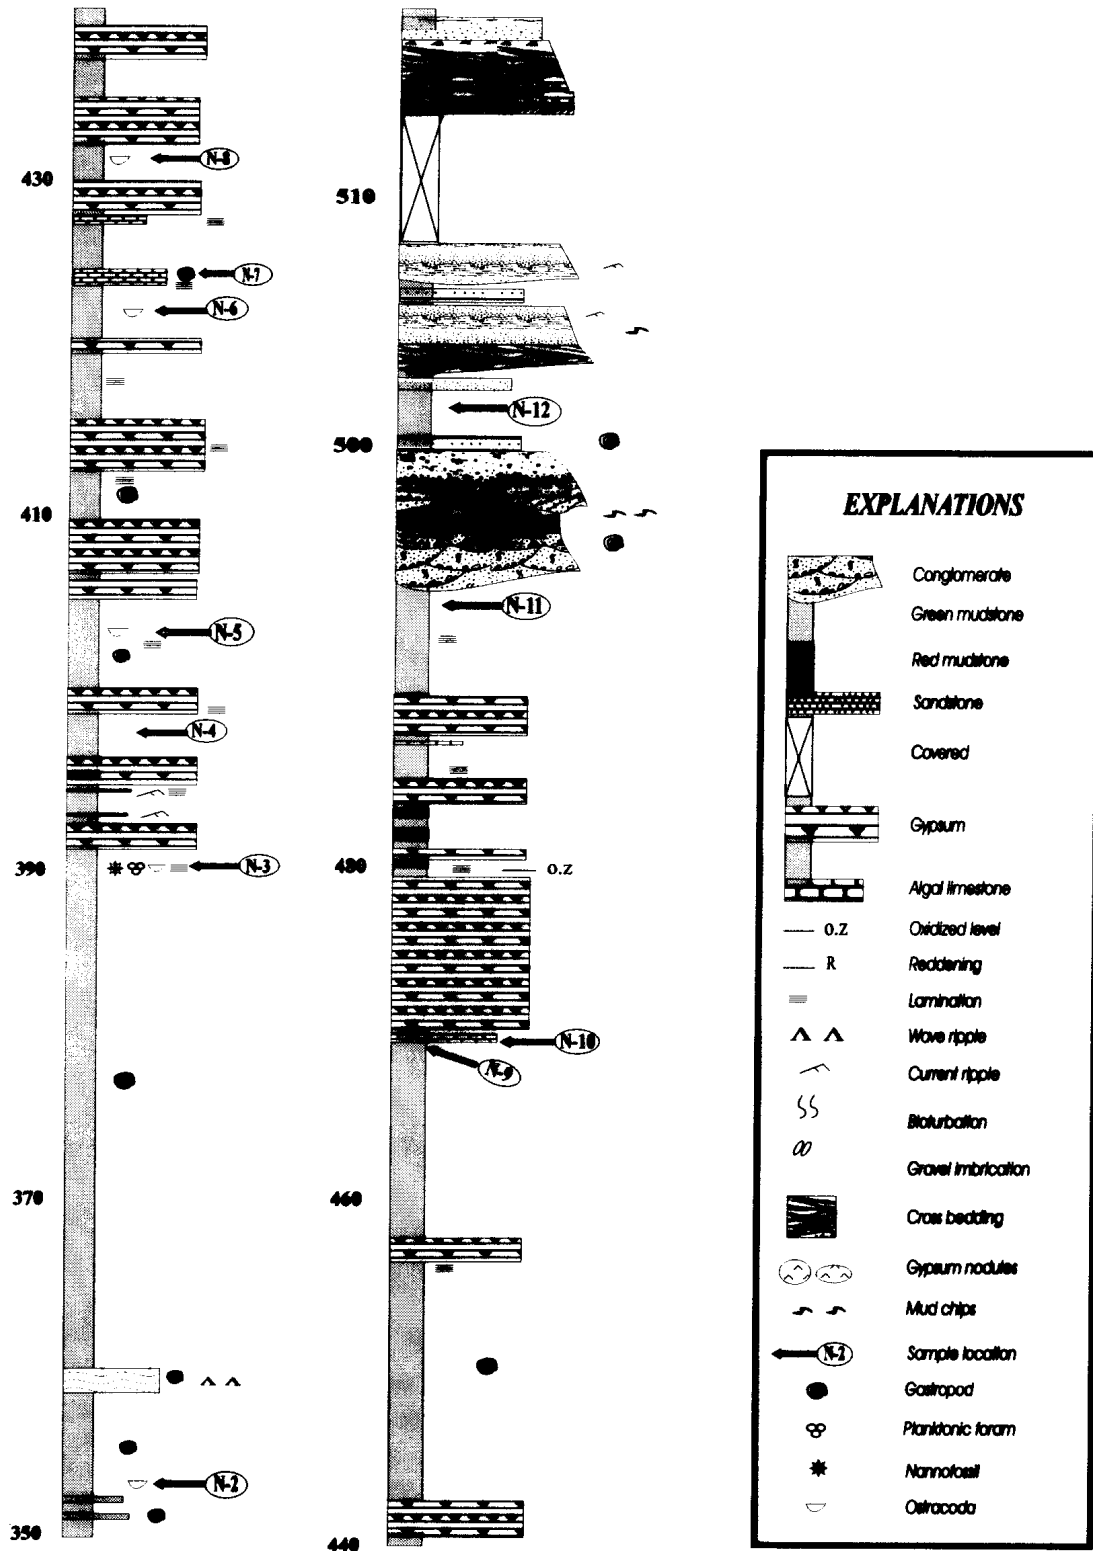 N-8
430
N-7
N-6
410
N-5
N-4
390
N-3
370
N-2
350
510
N-12
500
N-11
480
O.Z
N-10
N-9
460
440
EXPLANATIONS
Conglomerate
Green mudstone
Red mudstone
Sandstone
Covered
Gypsum
Algal limestone
O.Z Oxidized level
R Reddening
Lamination
Wave ripple
Current ripple
Bioturbation
Gravel imbrication
Cross bedding
Gypsum nodules
Mud chips
N-2 Sample location
Gastropod
Planktonic foram
Nannofossil
Ostracoda